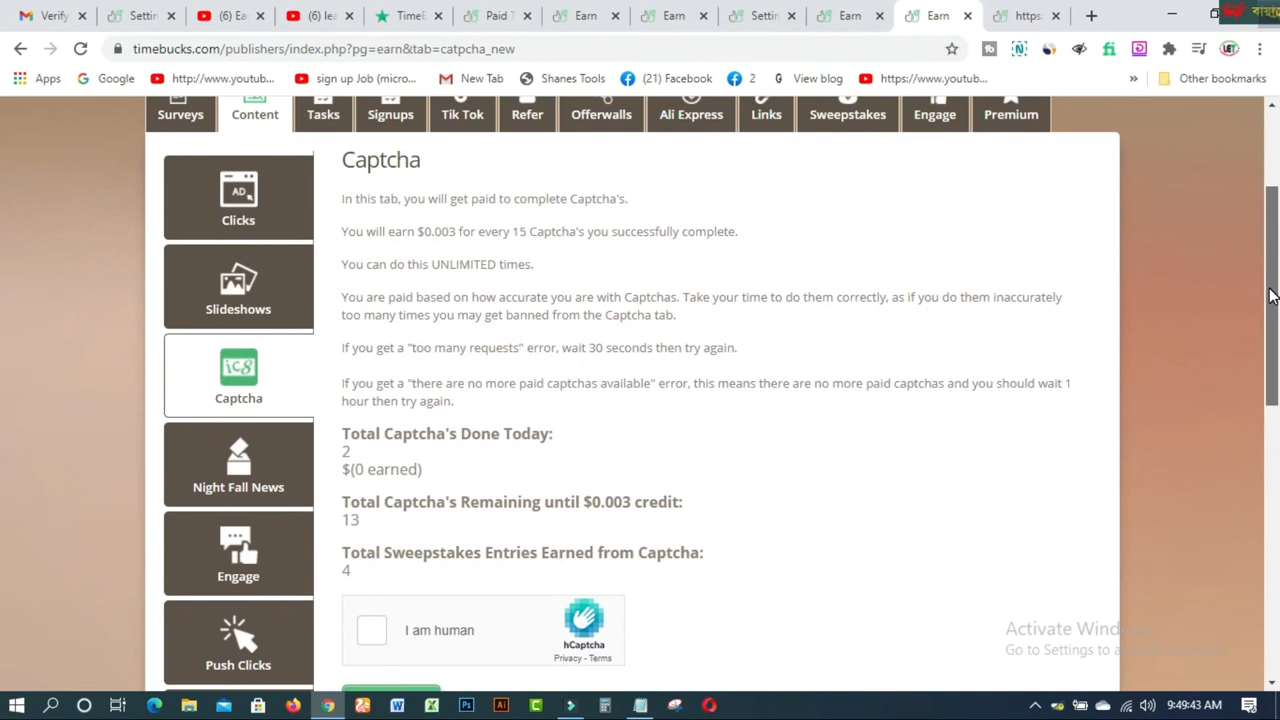 Verify
Settin
(6) Ea
(6) lea
TimeB
Paid T
Earn
Earn
Settin
Earn
Earn
https:
timebucks.com/publishers/index.php?pg=earn&tab=catpcha_new
Apps
Google
http://www.youtub...
sign up Job (micro...
New Tab
Shanes Tools
(21) Facebook
2
View blog
https://www.youtub...
Other bookmarks
Surveys
Content
Tasks
Signups
Tik Tok
Refer
Offerwalls
Ali Express
Links
Sweepstakes
Engage
Premium
AD
Clicks
Slideshows
Captcha
Night Fall News
Engage
Push Clicks
Captcha
In this tab, you will get paid to complete Captcha's.
You will earn $0.003 for every 15 Captcha's you successfully complete.
You can do this UNLIMITED times.
You are paid based on how accurate you are with Captchas. Take your time to do them correctly, as if you do them inaccurately
too many times you may get banned from the Captcha tab.
If you get a "too many requests" error, wait 30 seconds then try again.
If you get a "there are no more paid captchas available" error, this means there are no more paid captchas and you should wait 1
hour then try again.
Total Captcha's Done Today:
2
$(0 earned)
Total Captcha's Remaining until $0.003 credit:
13
Total Sweepstakes Entries Earned from Captcha:
4
I am human
hCaptcha
Privacy - Terms
Activate Wind
Go to Settings to a
9:49:43 AM